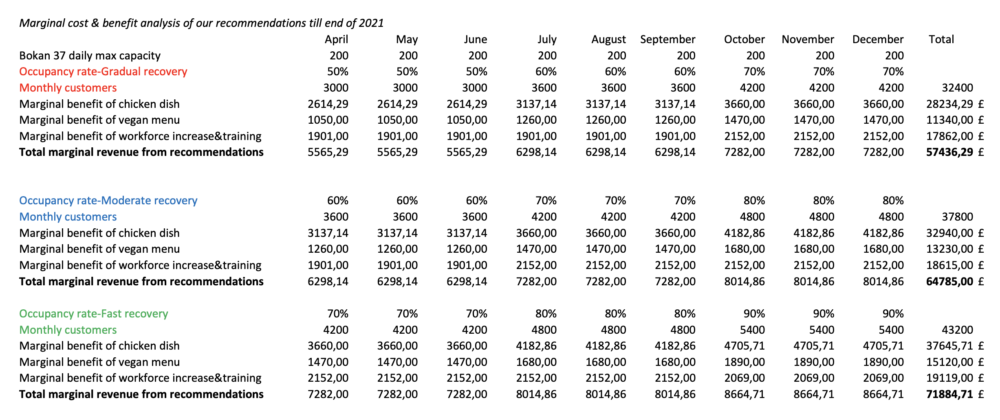 Marginal cost & benefit analysis of our recommendations till end of 2021
April May June July August September October November December Total
Bokan 37 daily max capacity 200 200 200 200 200 200 200 200 200
Occupancy rate-Gradual recovery 50% 50% 50% 60% 60% 60% 70% 70% 70%
Monthly customers 3000 3000 3000 3600 3600 3600 4200 4200 4200 32400
Marginal benefit of chicken dish 2614,29 2614,29 2614,29 3137,14 3137,14 3137,14 3660,00 3660,00 3660,00 28234,29 £
Marginal benefit of vegan menu 1050,00 1050,00 1050,00 1260,00 1260,00 1260,00 1470,00 1470,00 1470,00 11340,00 £
Marginal benefit of workforce increase&training 1901,00 1901,00 1901,00 1901,00 1901,00 1901,00 2152,00 2152,00 2152,00 17862,00 £
Total marginal revenue from recommendations 5565,29 5565,29 5565,29 6298,14 6298,14 6298,14 7282,00 7282,00 7282,00 57436,29 £
Occupancy rate-Moderate recovery 60% 60% 60% 70% 70% 70% 80% 80% 80%
Monthly customers 3600 3600 3600 4200 4200 4200 4800 4800 4800 37800
Marginal benefit of chicken dish 3137,14 3137,14 3137,14 3660,00 3660,00 3660,00 4182,86 4182,86 4182,86 32940,00 £
Marginal benefit of vegan menu 1260,00 1260,00 1260,00 1470,00 1470,00 1470,00 1680,00 1680,00 1680,00 13230,00 £
Marginal benefit of workforce increase&training 1901,00 1901,00 1901,00 2152,00 2152,00 2152,00 2152,00 2152,00 2152,00 18615,00 £
Total marginal revenue from recommendations 6298,14 6298,14 6298,14 7282,00 7282,00 7282,00 8014,86 8014,86 8014,86 64785,00 £
Occupancy rate-Fast recovery 70% 70% 70% 80% 80% 80% 90% 90% 90%
Monthly customers 4200 4200 4200 4800 4800 4800 5400 5400 5400 43200
Marginal benefit of chicken dish 3660,00 3660,00 3660,00 4182,86 4182,86 4182,86 4705,71 4705,71 4705,71 37645,71 £
Marginal benefit of vegan menu 1470,00 1470,00 1470,00 1680,00 1680,00 1680,00 1890,00 1890,00 1890,00 15120,00 £
Marginal benefit of workforce increase&training 2152,00 2152,00 2152,00 2152,00 2152,00 2152,00 2069,00 2069,00 2069,00 19119,00 £
Total marginal revenue from recommendations 7282,00 7282,00 7282,00 8014,86 8014,86 8014,86 8664,71 8664,71 8664,71 71884,71 £